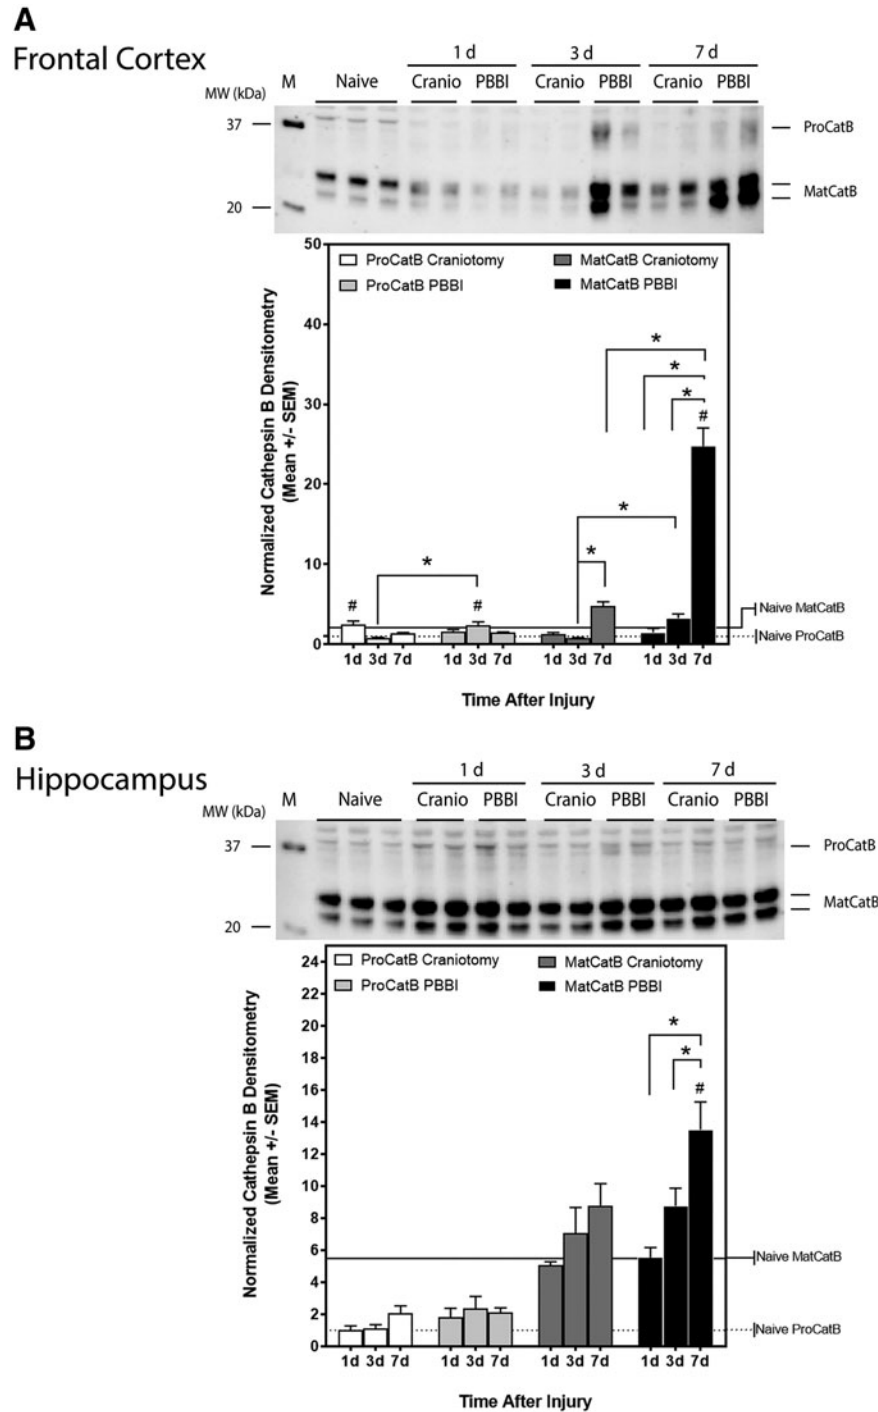 A
Frontal Cortex
1 d 3 d 7 d
M Naive Cranio PBBI Cranio PBBI Cranio PBBI
MW (kDa)
37 ProCatB
MatCatB
20
50
ProCatB Craniotomy MatCatB Craniotomy
ProCatB PBBI MatCatB PBBI
40
*
*
30
*
#
20
*
*
10
*
# #
Naive MatCatB
Naive ProCatB
0
1d 3d 7d 1d 3d 7d 1d 3d 7d 1d 3d 7d
Normalized Cathepsin B Densitometry
(Mean +/- SEM)
Time After Injury
B
Hippocampus
1 d 3 d 7 d
M Naive Cranio PBBI Cranio PBBI Cranio PBBI
MW (kDa)
37 ProCatB
MatCatB
20
24
ProCatB Craniotomy MatCatB Craniotomy
ProCatB PBBI MatCatB PBBI
22
20
*
18
*
16
#
14
12
10
8
6
Naive MatCatB
4
2
Naive ProCatB
0
1d 3d 7d 1d 3d 7d 1d 3d 7d 1d 3d 7d
Normalized Cathepsin B Densitometry
(Mean +/- SEM)
Time After Injury